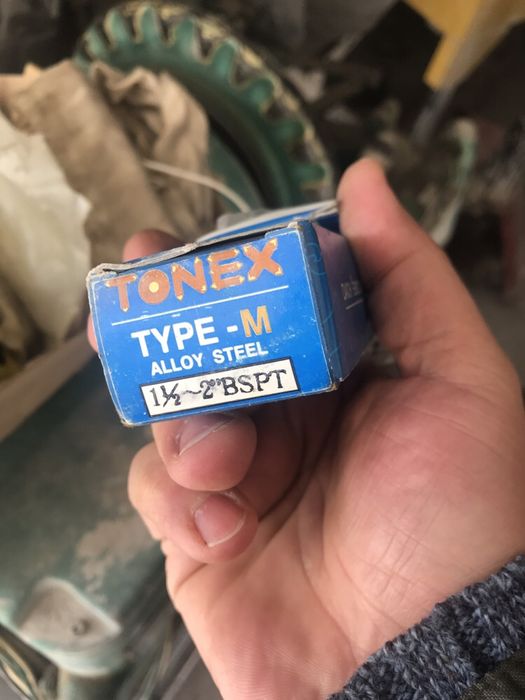 TONEX
TYPE - M
ALLOY STEEL
1½~2"BSPT